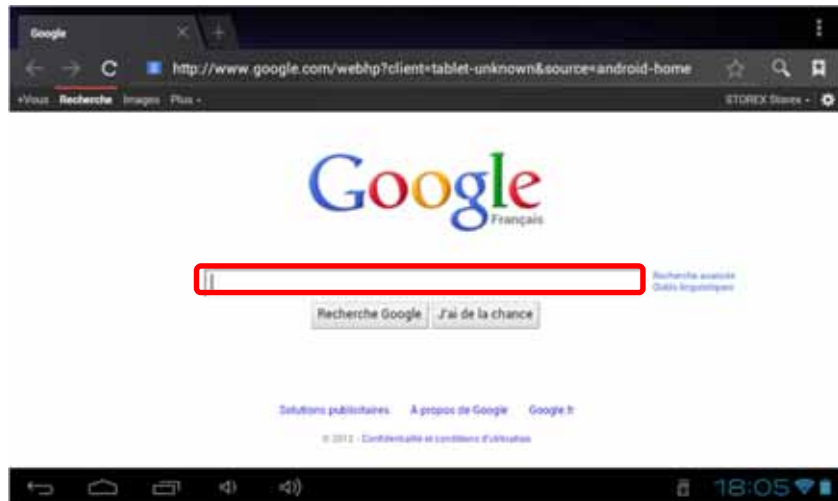 Google
http://www.google.com/webhp?client=tablet-unknown&source=android-home
+Vous Recherche Images Plus
STOREX Storex
Google
Français
Recherche avancée
Outils linguistiques
Recherche Google J'ai de la chance
Solutions publicitaires À propos de Google Google.fr
© 2012 - Confidentialité et conditions d'utilisation
18:05